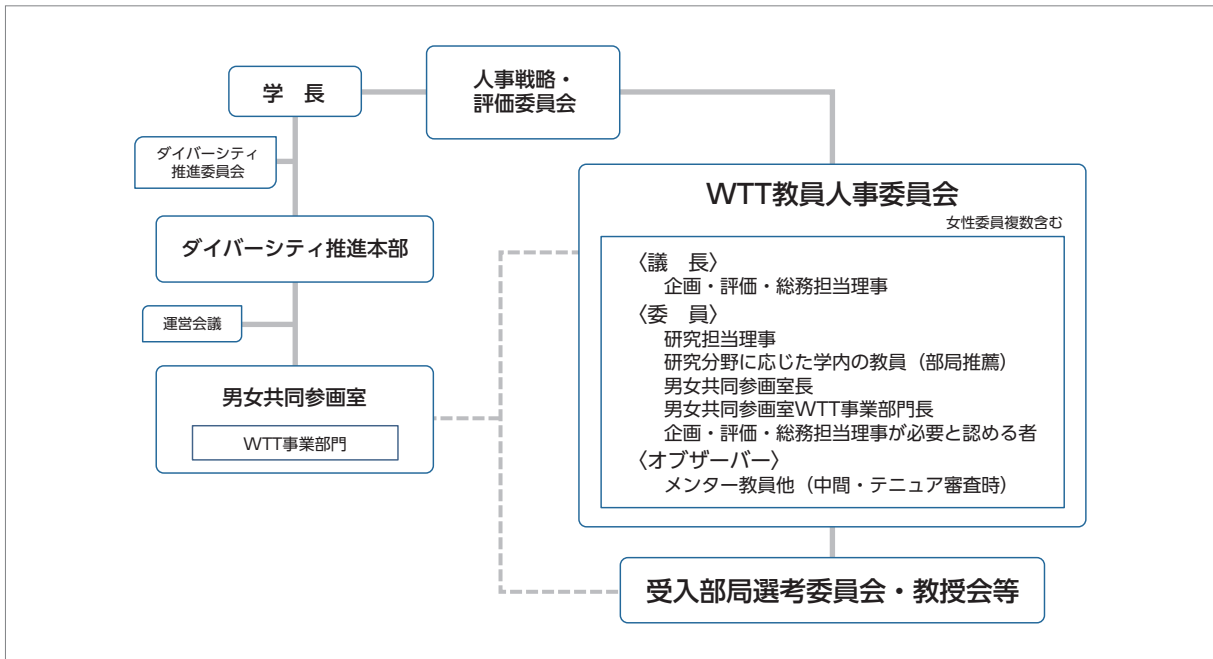 学　長
人事戦略・
評価委員会
ダイバーシティ
推進委員会
ダイバーシティ推進本部
運営会議
男女共同参画室
WTT事業部門
WTT教員人事委員会
女性委員複数含む
〈議　長〉
企画・評価・総務担当理事
〈委　員〉
研究担当理事
研究分野に応じた学内の教員（部局推薦）
男女共同参画室長
男女共同参画室WTT事業部門長
企画・評価・総務担当理事が必要と認める者
〈オブザーバー〉
メンター教員他（中間・テニュア審査時）
受入部局選考委員会・教授会等